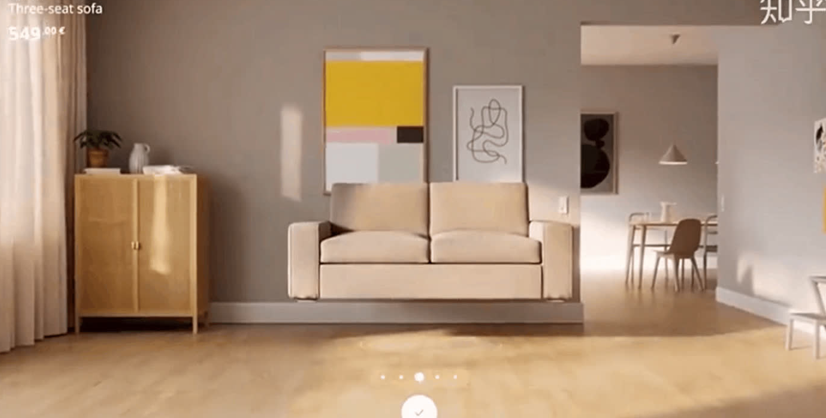 Three-seat sofa
549.00 €
知乎